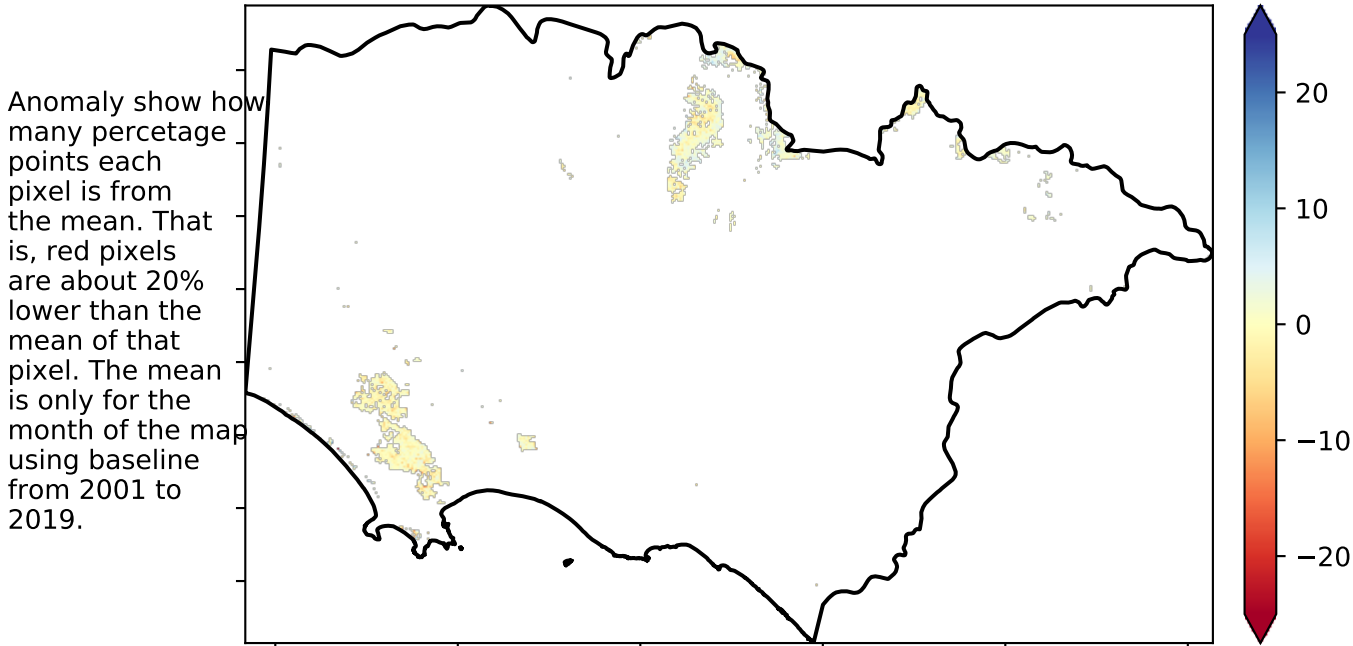 Anomaly show how
many percetage
points each
pixel is from
the mean. That
is, red pixels
are about 20%
lower than the
mean of that
pixel. The mean
is only for the
month of the map
using baseline
from 2001 to
2019.
20
10
0
−10
−20